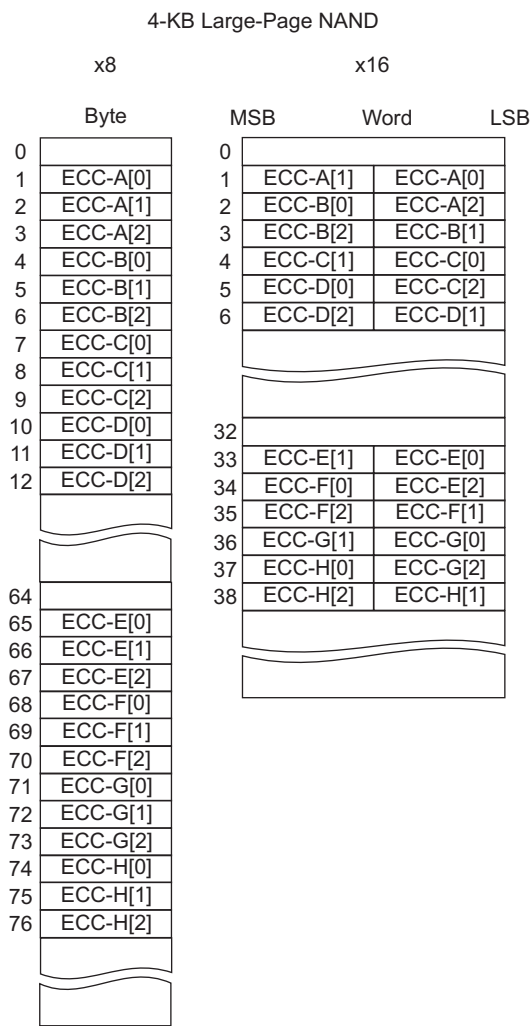 4-KB Large-Page NAND
x8 x16
Byte MSB Word LSB
0 0
1 ECC-A[0] 1 ECC-A[1] ECC-A[0]
2 ECC-A[1] 2 ECC-B[0] ECC-A[2]
3 ECC-A[2] 3 ECC-B[2] ECC-B[1]
4 ECC-B[0] 4 ECC-C[1] ECC-C[0]
5 ECC-B[1] 5 ECC-D[0] ECC-C[2]
6 ECC-B[2] 6 ECC-D[2] ECC-D[1]
7 ECC-C[0]
8 ECC-C[1]
9 ECC-C[2]
10 ECC-D[0] 32
11 ECC-D[1] 33 ECC-E[1] ECC-E[0]
12 ECC-D[2] 34 ECC-F[0] ECC-E[2]
35 ECC-F[2] ECC-F[1]
36 ECC-G[1] ECC-G[0]
37 ECC-H[0] ECC-G[2]
64 38 ECC-H[2] ECC-H[1]
65 ECC-E[0]
66 ECC-E[1]
67 ECC-E[2]
68 ECC-F[0]
69 ECC-F[1]
70 ECC-F[2]
71 ECC-G[0]
72 ECC-G[1]
73 ECC-G[2]
74 ECC-H[0]
75 ECC-H[1]
76 ECC-H[2]